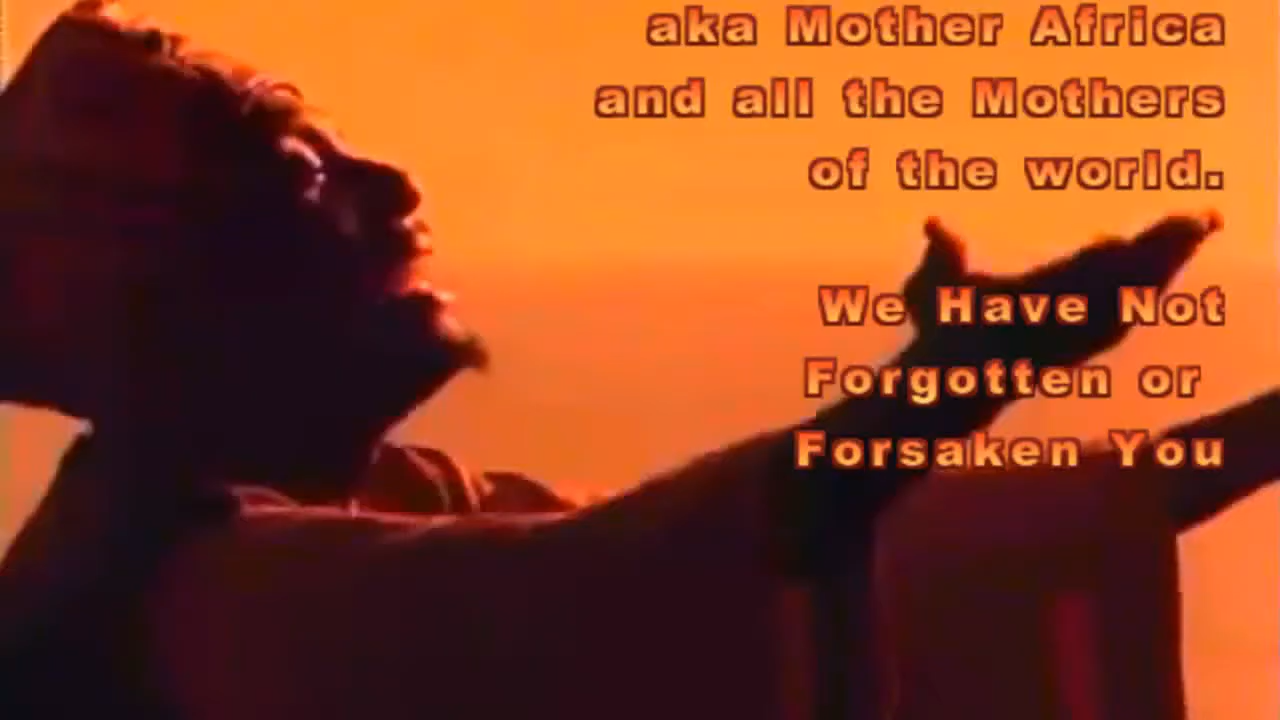 aka Mother Africa
and all the Mothers
of the world.
We Have Not
Forgotten or
Forsaken You